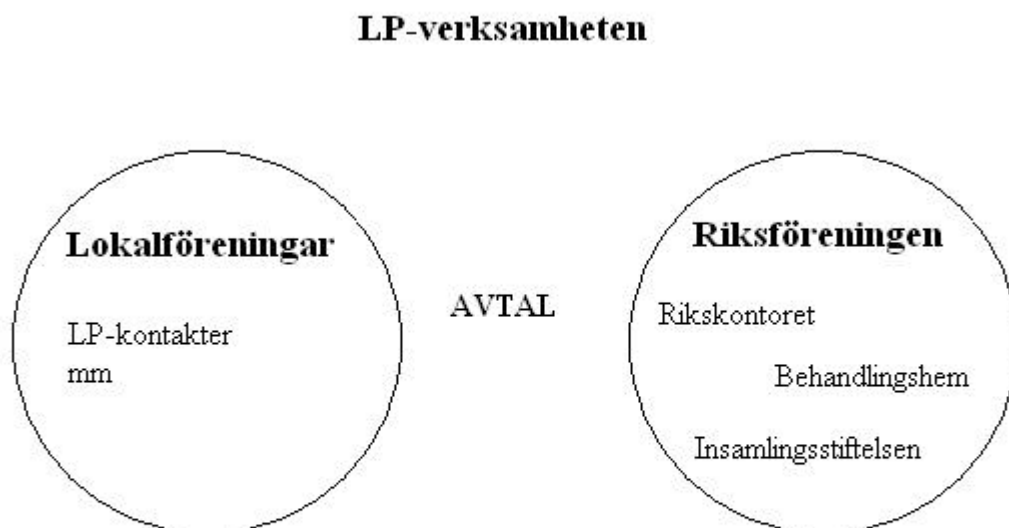 LP-verksamheten
Lokalföreningar
LP-kontakter
mm
AVTAL
Riksföreningen
Rikskontoret
Behandlingshem
Insamlingsstiftelsen